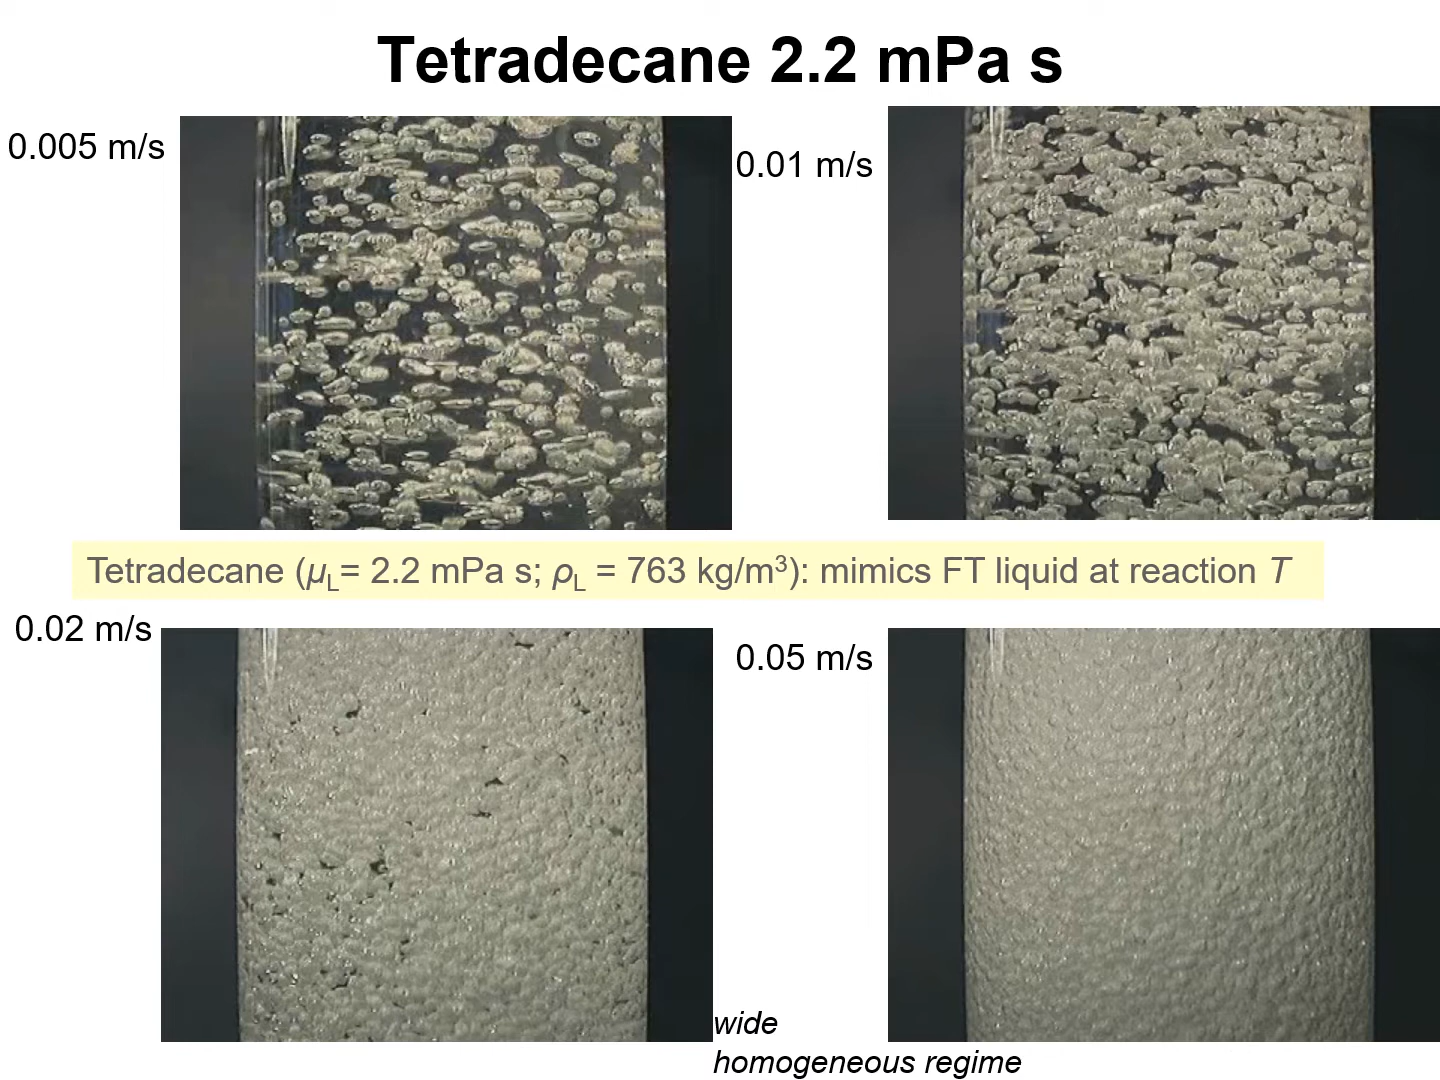 Tetradecane 2.2 mPa s
0.005 m/s
0.01 m/s
Tetradecane (μL= 2.2 mPa s; ρL = 763 kg/m³): mimics FT liquid at reaction T
0.02 m/s
0.05 m/s
wide
homogeneous regime